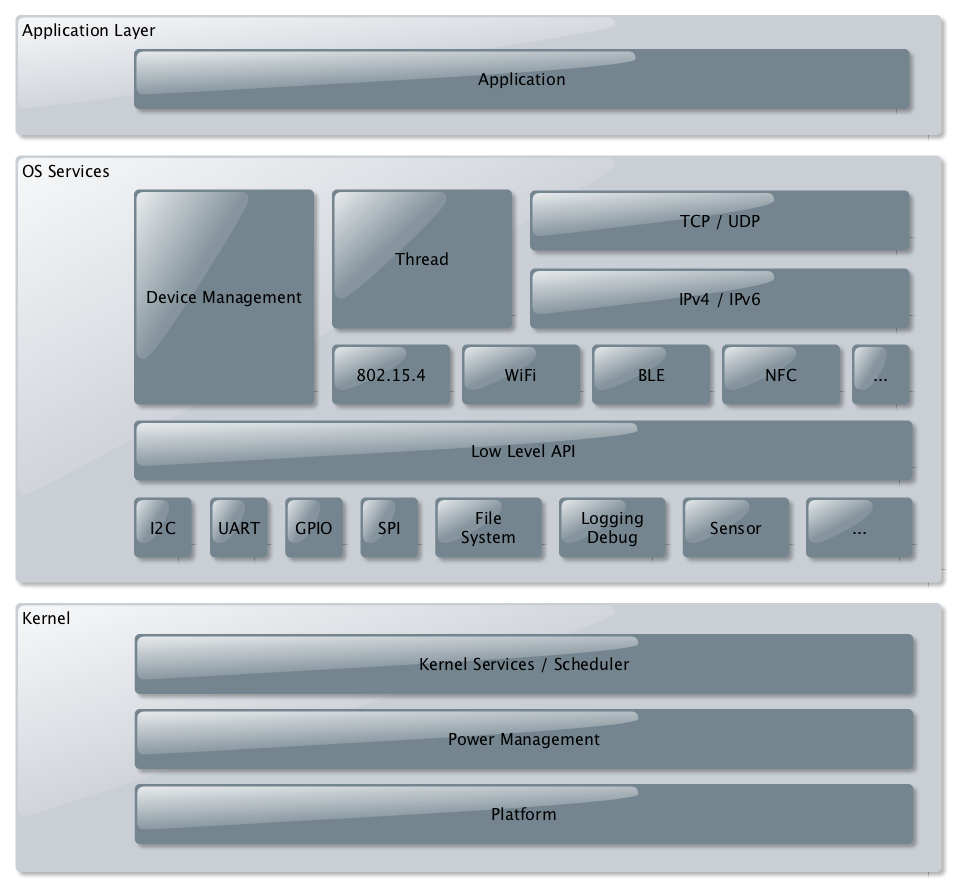 Application Layer
Application
OS Services
Device Management
Thread
TCP / UDP
IPv4 / IPv6
802.15.4
WiFi
BLE
NFC
...
Low Level API
I2C
UART
GPIO
SPI
File
System
Logging
Debug
Sensor
...
Kernel
Kernel Services / Scheduler
Power Management
Platform